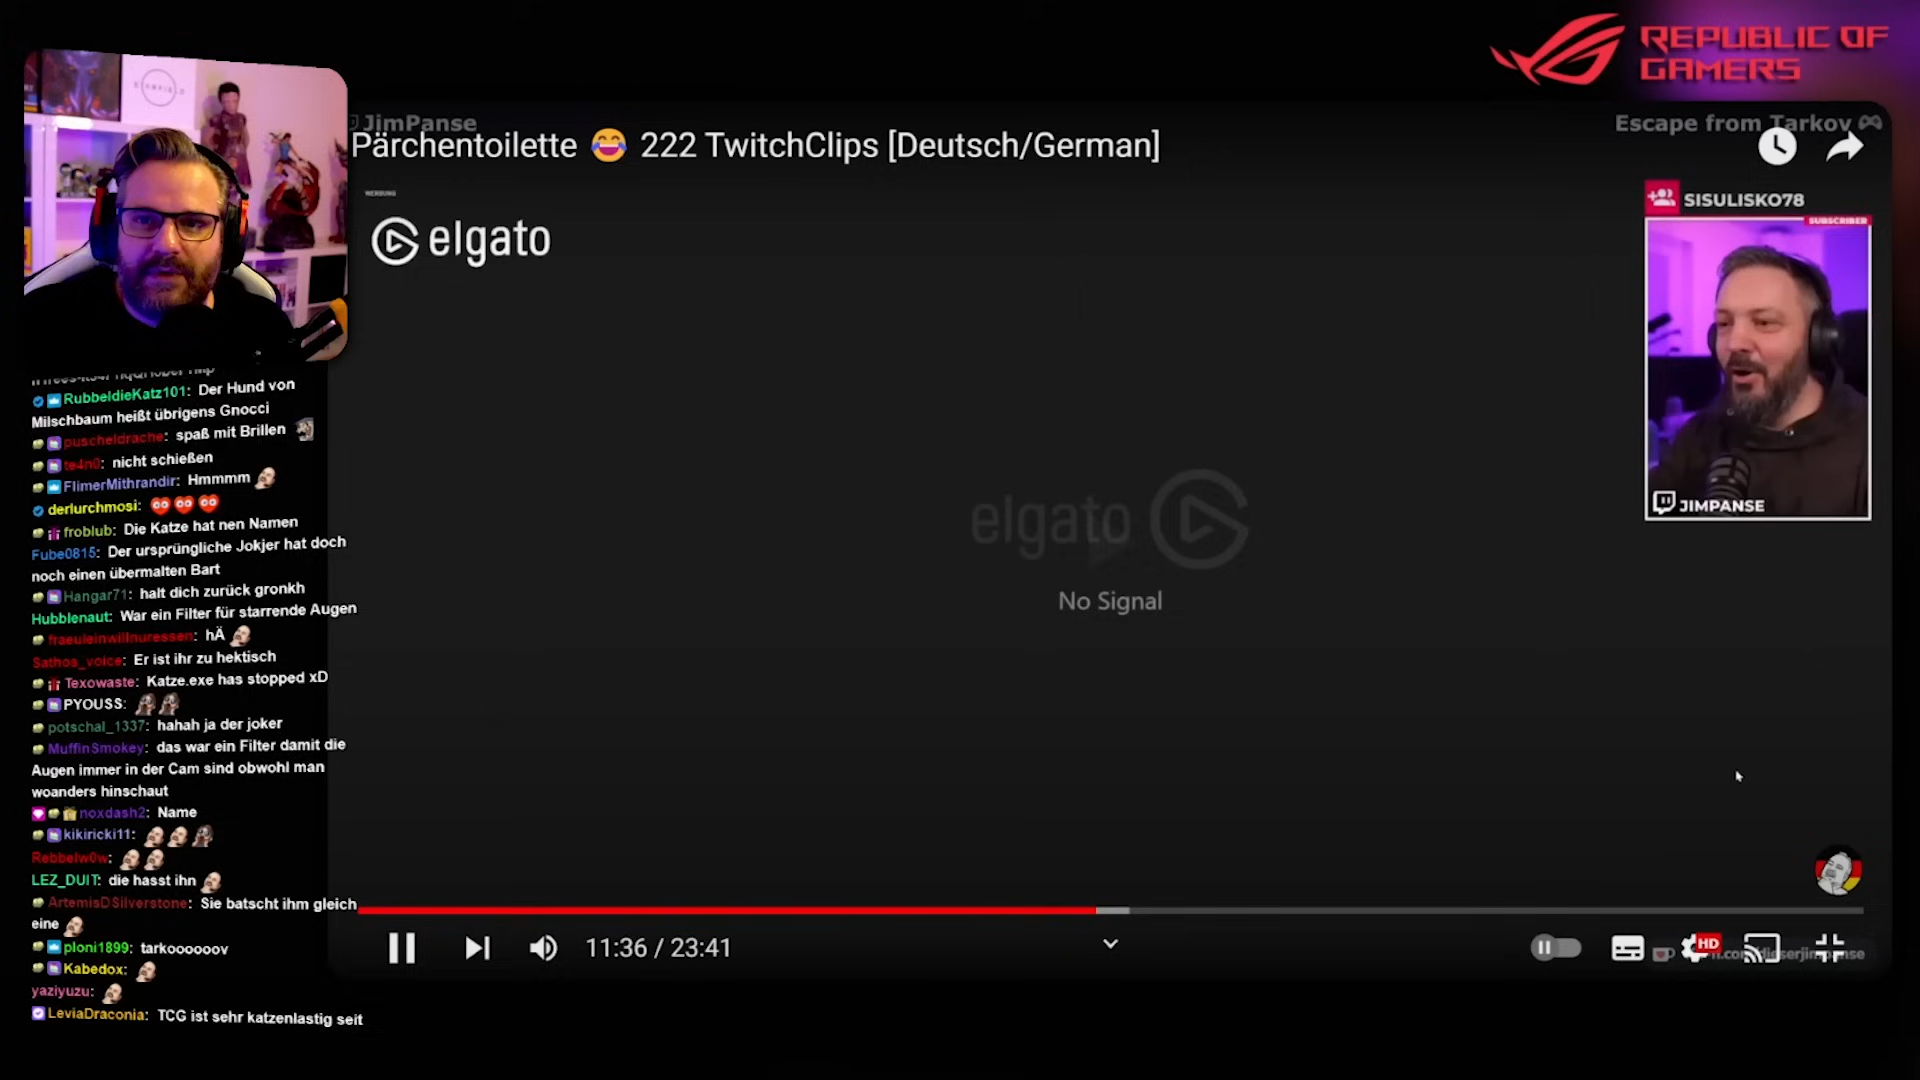 REPUBLIC OF
GAMERS
JimPanse
Escape from Tarkov
Pärchentoilette 😂 222 TwitchClips [Deutsch/German]
WERBUNG
elgato
SISULISKO78
SUBSCRIBER
JIMPANSE
elgato
No Signal
RubbeldieKatz101: Der Hund von
Milschbaum heißt übrigens Gnocci
puscheldrache: spaß mit Brillen
te4n0: nicht schießen
FlimerMithrandir: Hmmmm
derlurchmosi:
froblub: Die Katze hat nen Namen
Fube0815: Der ursprüngliche Jokjer hat doch
noch einen übermalten Bart
Hangar71: halt dich zurück gronkh
Hubblenaut: War ein Filter für starrende Augen
fraeuleinwillnuressen: hÄ
Sathos_voice: Er ist ihr zu hektisch
Texowaste: Katze.exe has stopped xD
PYOUSS:
potschal_1337: hahah ja der joker
MuffinSmokey: das war ein Filter damit die
Augen immer in der Cam sind obwohl man
woanders hinschaut
noxdash2: Name
kikiricki11:
Rebbelw0w:
LEZ_DUIT: die hasst ihn
ArtemisDSilverstone: Sie batscht ihm gleich
eine
ploni1899: tarkoooooov
Kabedox:
yaziyuzu:
LeviaDraconia: TCG ist sehr katzenlastig seit
11:36 / 23:41
HD